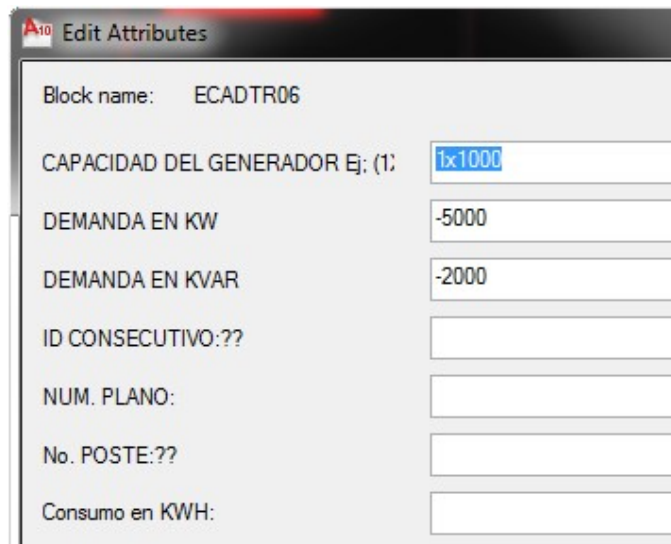 A10 Edit Attributes
Block name: ECADTR06
CAPACIDAD DEL GENERADOR Ej; (1X 1x1000
DEMANDA EN KW -5000
DEMANDA EN KVAR -2000
ID CONSECUTIVO:??
NUM. PLANO:
No. POSTE:??
Consumo en KWH: